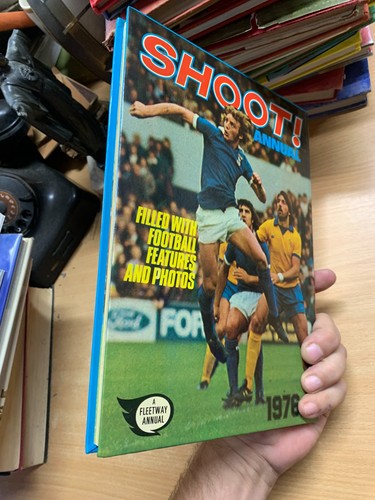 SHOOT!
ANNUAL
FILLED WITH
FOOTBALL
FEATURES
AND PHOTOS
Ford
FOR
A
FLEETWAY
ANNUAL
1976